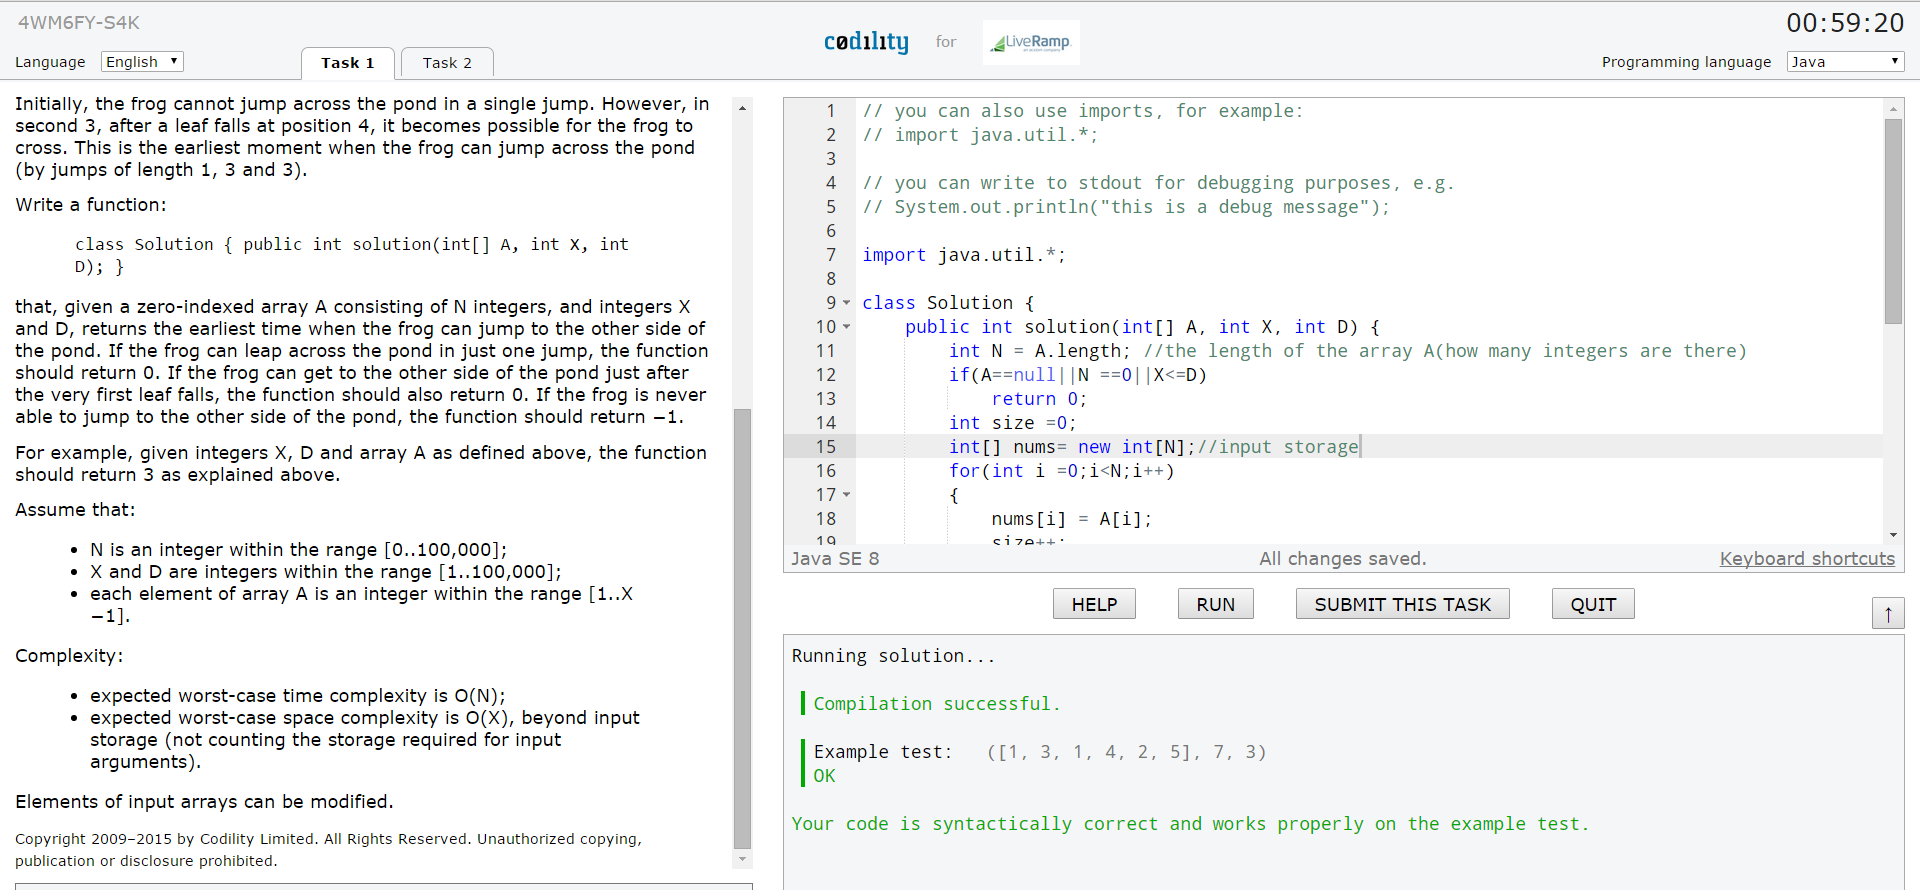 4WM6FY-S4K
Language English
Task 1 Task 2
codility for LiveRamp
00:59:20
Programming language Java
Initially, the frog cannot jump across the pond in a single jump. However, in
second 3, after a leaf falls at position 4, it becomes possible for the frog to
cross. This is the earliest moment when the frog can jump across the pond
(by jumps of length 1, 3 and 3).
Write a function:
class Solution { public int solution(int[] A, int X, int
D); }
that, given a zero-indexed array A consisting of N integers, and integers X
and D, returns the earliest time when the frog can jump to the other side of
the pond. If the frog can leap across the pond in just one jump, the function
should return 0. If the frog can get to the other side of the pond just after
the very first leaf falls, the function should also return 0. If the frog is never
able to jump to the other side of the pond, the function should return −1.
For example, given integers X, D and array A as defined above, the function
should return 3 as explained above.
Assume that:
• N is an integer within the range [0..100,000];
• X and D are integers within the range [1..100,000];
• each element of array A is an integer within the range [1..X
−1].
Complexity:
• expected worst-case time complexity is O(N);
• expected worst-case space complexity is O(X), beyond input
storage (not counting the storage required for input
arguments).
Elements of input arrays can be modified.
Copyright 2009–2015 by Codility Limited. All Rights Reserved. Unauthorized copying,
publication or disclosure prohibited.
1 // you can also use imports, for example:
2 // import java.util.*;
3
4 // you can write to stdout for debugging purposes, e.g.
5 // System.out.println("this is a debug message");
6
7 import java.util.*;
8
9 class Solution {
10 public int solution(int[] A, int X, int D) {
11 int N = A.length; //the length of the array A(how many integers are there)
12 if(A==null||N ==0||X<=D)
13 return 0;
14 int size =0;
15 int[] nums= new int[N];//input storage
16 for(int i =0;i<N;i++)
17 {
18 nums[i] = A[i];
19 size++;
Java SE 8 All changes saved. Keyboard shortcuts
HELP RUN SUBMIT THIS TASK QUIT ↑
Running solution...
Compilation successful.
Example test: ([1, 3, 1, 4, 2, 5], 7, 3)
OK
Your code is syntactically correct and works properly on the example test.